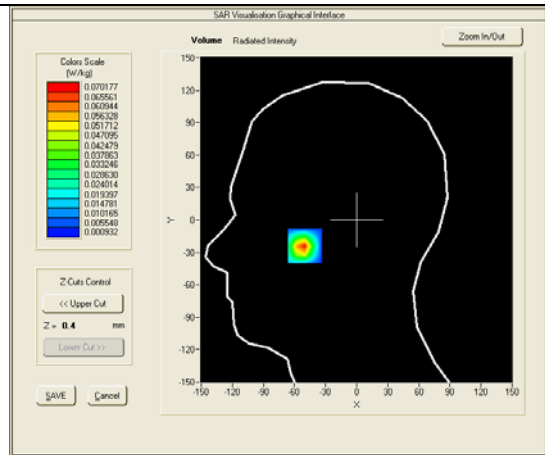 SAR Visualisation Graphical Interface
Volume Radiated Intensity
Zoom In/Out
Colors Scale
(W/kg)
0.070177
0.065561
0.060944
0.056328
0.051712
0.047095
0.042479
0.037863
0.033246
0.028630
0.024014
0.019397
0.014781
0.010165
0.005548
0.000932
Z-Cuts Control
<< Upper Cut
Z = 0.4 mm
Lower Cut >>
SAVE Cancel
150
120
90
60
30
0
-30
-60
-90
-120
-150
Y
-150 -120 -90 -60 -30 0 30 60 90 120 150
X